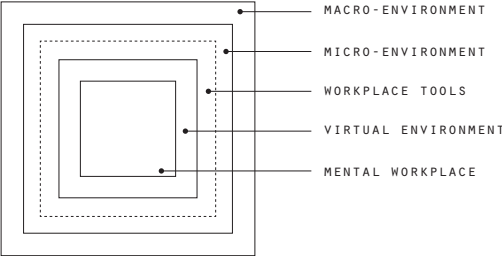 MACRO-ENVIRONMENT
MICRO-ENVIRONMENT
WORKPLACE TOOLS
VIRTUAL ENVIRONMENT
MENTAL WORKPLACE